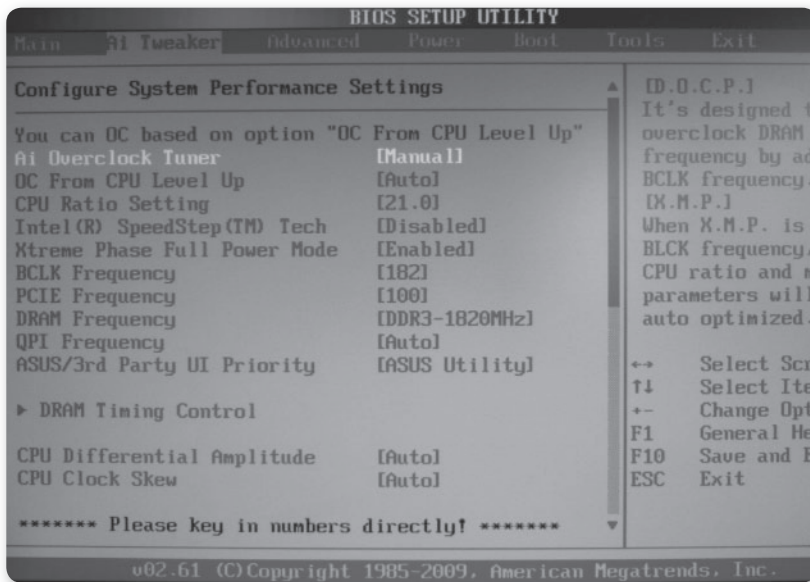 BIOS SETUP UTILITY
Main Ai Tweaker Advanced Power Boot Tools Exit
Configure System Performance Settings
You can OC based on option "OC From CPU Level Up"
Ai Overclock Tuner [Manual]
OC From CPU Level Up [Auto]
CPU Ratio Setting [21.0]
Intel(R) SpeedStep(TM) Tech [Disabled]
Xtreme Phase Full Power Mode [Enabled]
BCLK Frequency [182]
PCIE Frequency [100]
DRAM Frequency [DDR3-1820MHz]
QPI Frequency [Auto]
ASUS/3rd Party UI Priority [ASUS Utility]
▶ DRAM Timing Control
CPU Differential Amplitude [Auto]
CPU Clock Skew [Auto]
******* Please key in numbers directly! *******
[D.O.C.P.]
It's designed
overclock DRAM
frequency by
BCLK frequency.
[X.M.P.]
When X.M.P. is
BLCK frequency,
CPU ratio and
parameters will
auto optimized.
↔ Select
↑↓ Select
+- Change
F1 General
F10 Save and
ESC Exit
v02.61 (C)Copyright 1985-2009, American Megatrends, Inc.